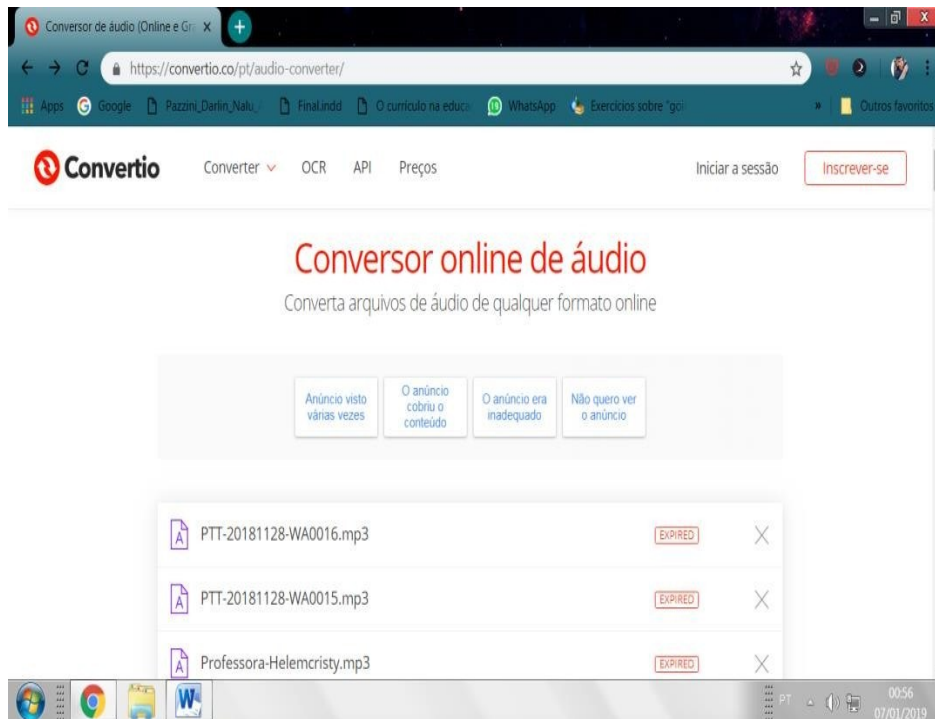 Conversor de áudio (Online e Gr
https://convertio.co/pt/audio-converter/
Apps Google Pazzini_Darlin_Nalu_ Final.indd O currículo na educa WhatsApp Exercícios sobre "goi » Outros favoritos
Convertio Converter OCR API Preços Iniciar a sessão Inscrever-se
Conversor online de áudio
Converta arquivos de áudio de qualquer formato online
Anúncio visto várias vezes
O anúncio cobriu o conteúdo
O anúncio era inadequado
Não quero ver o anúncio
PTT-20181128-WA0016.mp3 EXPIRED
PTT-20181128-WA0015.mp3 EXPIRED
Professora-Helemcristy.mp3 EXPIRED
PT 00:56
07/01/2019